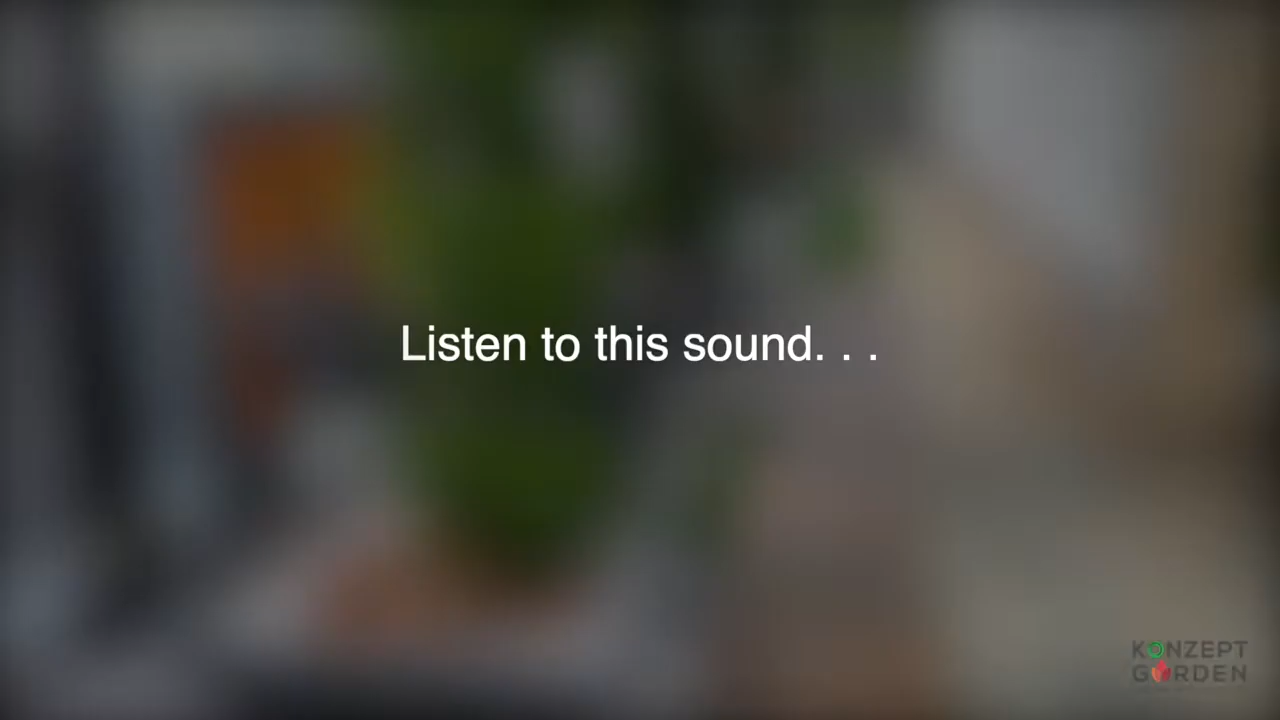 Listen to this sound. . .
KONZEPT
GARDEN